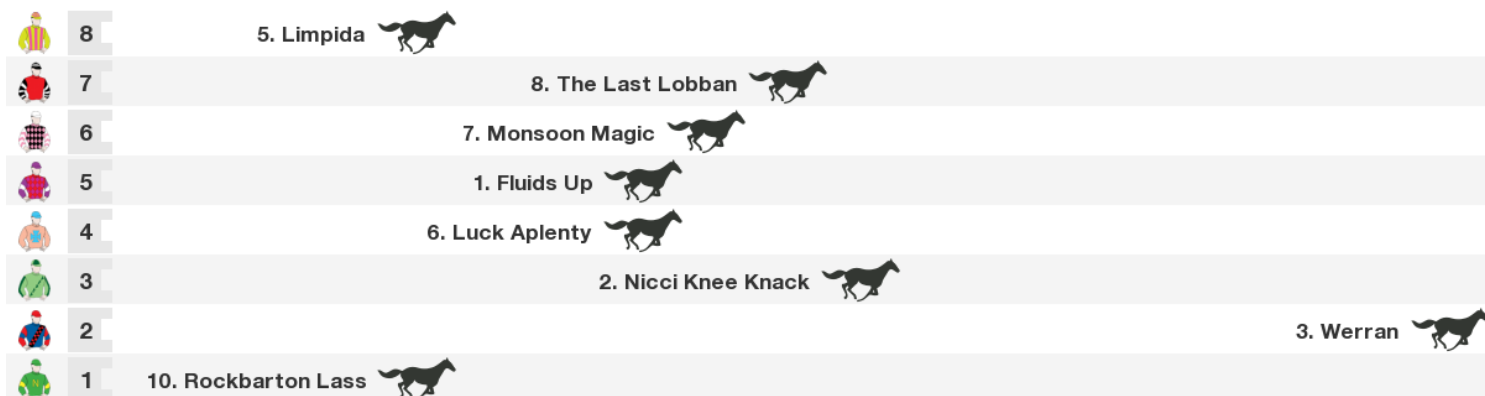 8 5. Limpida
7 8. The Last Lobban
6 7. Monsoon Magic
5 1. Fluids Up
4 6. Luck Aplenty
3 2. Nicci Knee Knack
2 3. Werran
1 10. Rockbarton Lass
N